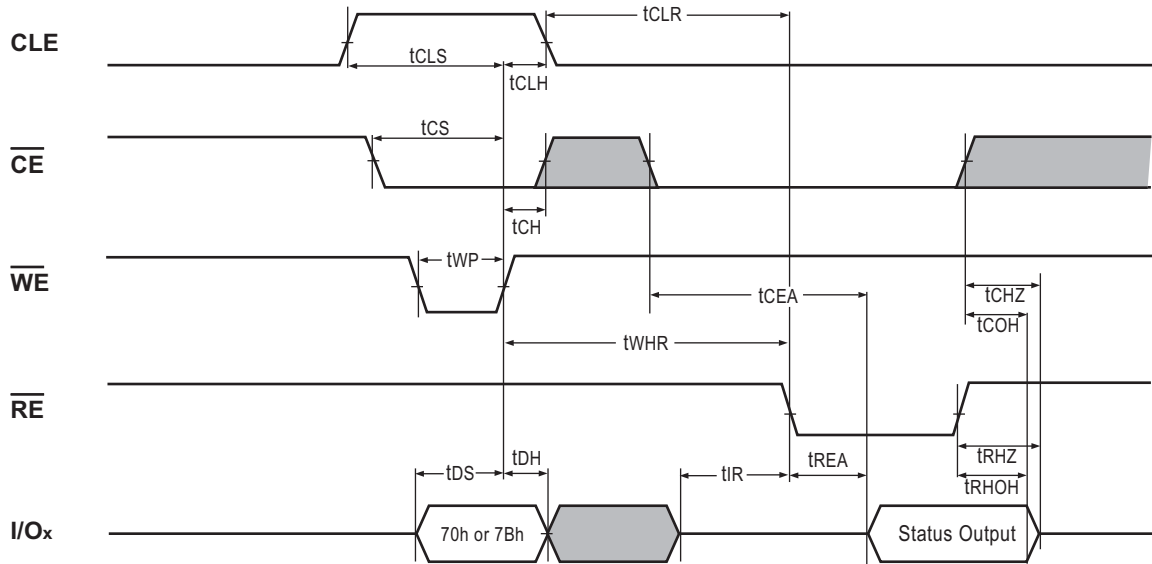 tCLR
CLE
tCLS
tCLH
tCS
CE
tCH
tWP
WE
tCEA
tCHZ
tCOH
tWHR
RE
tDH
tDS
tIR
tREA
tRHZ
tRHOH
I/Ox
70h or 7Bh
Status Output